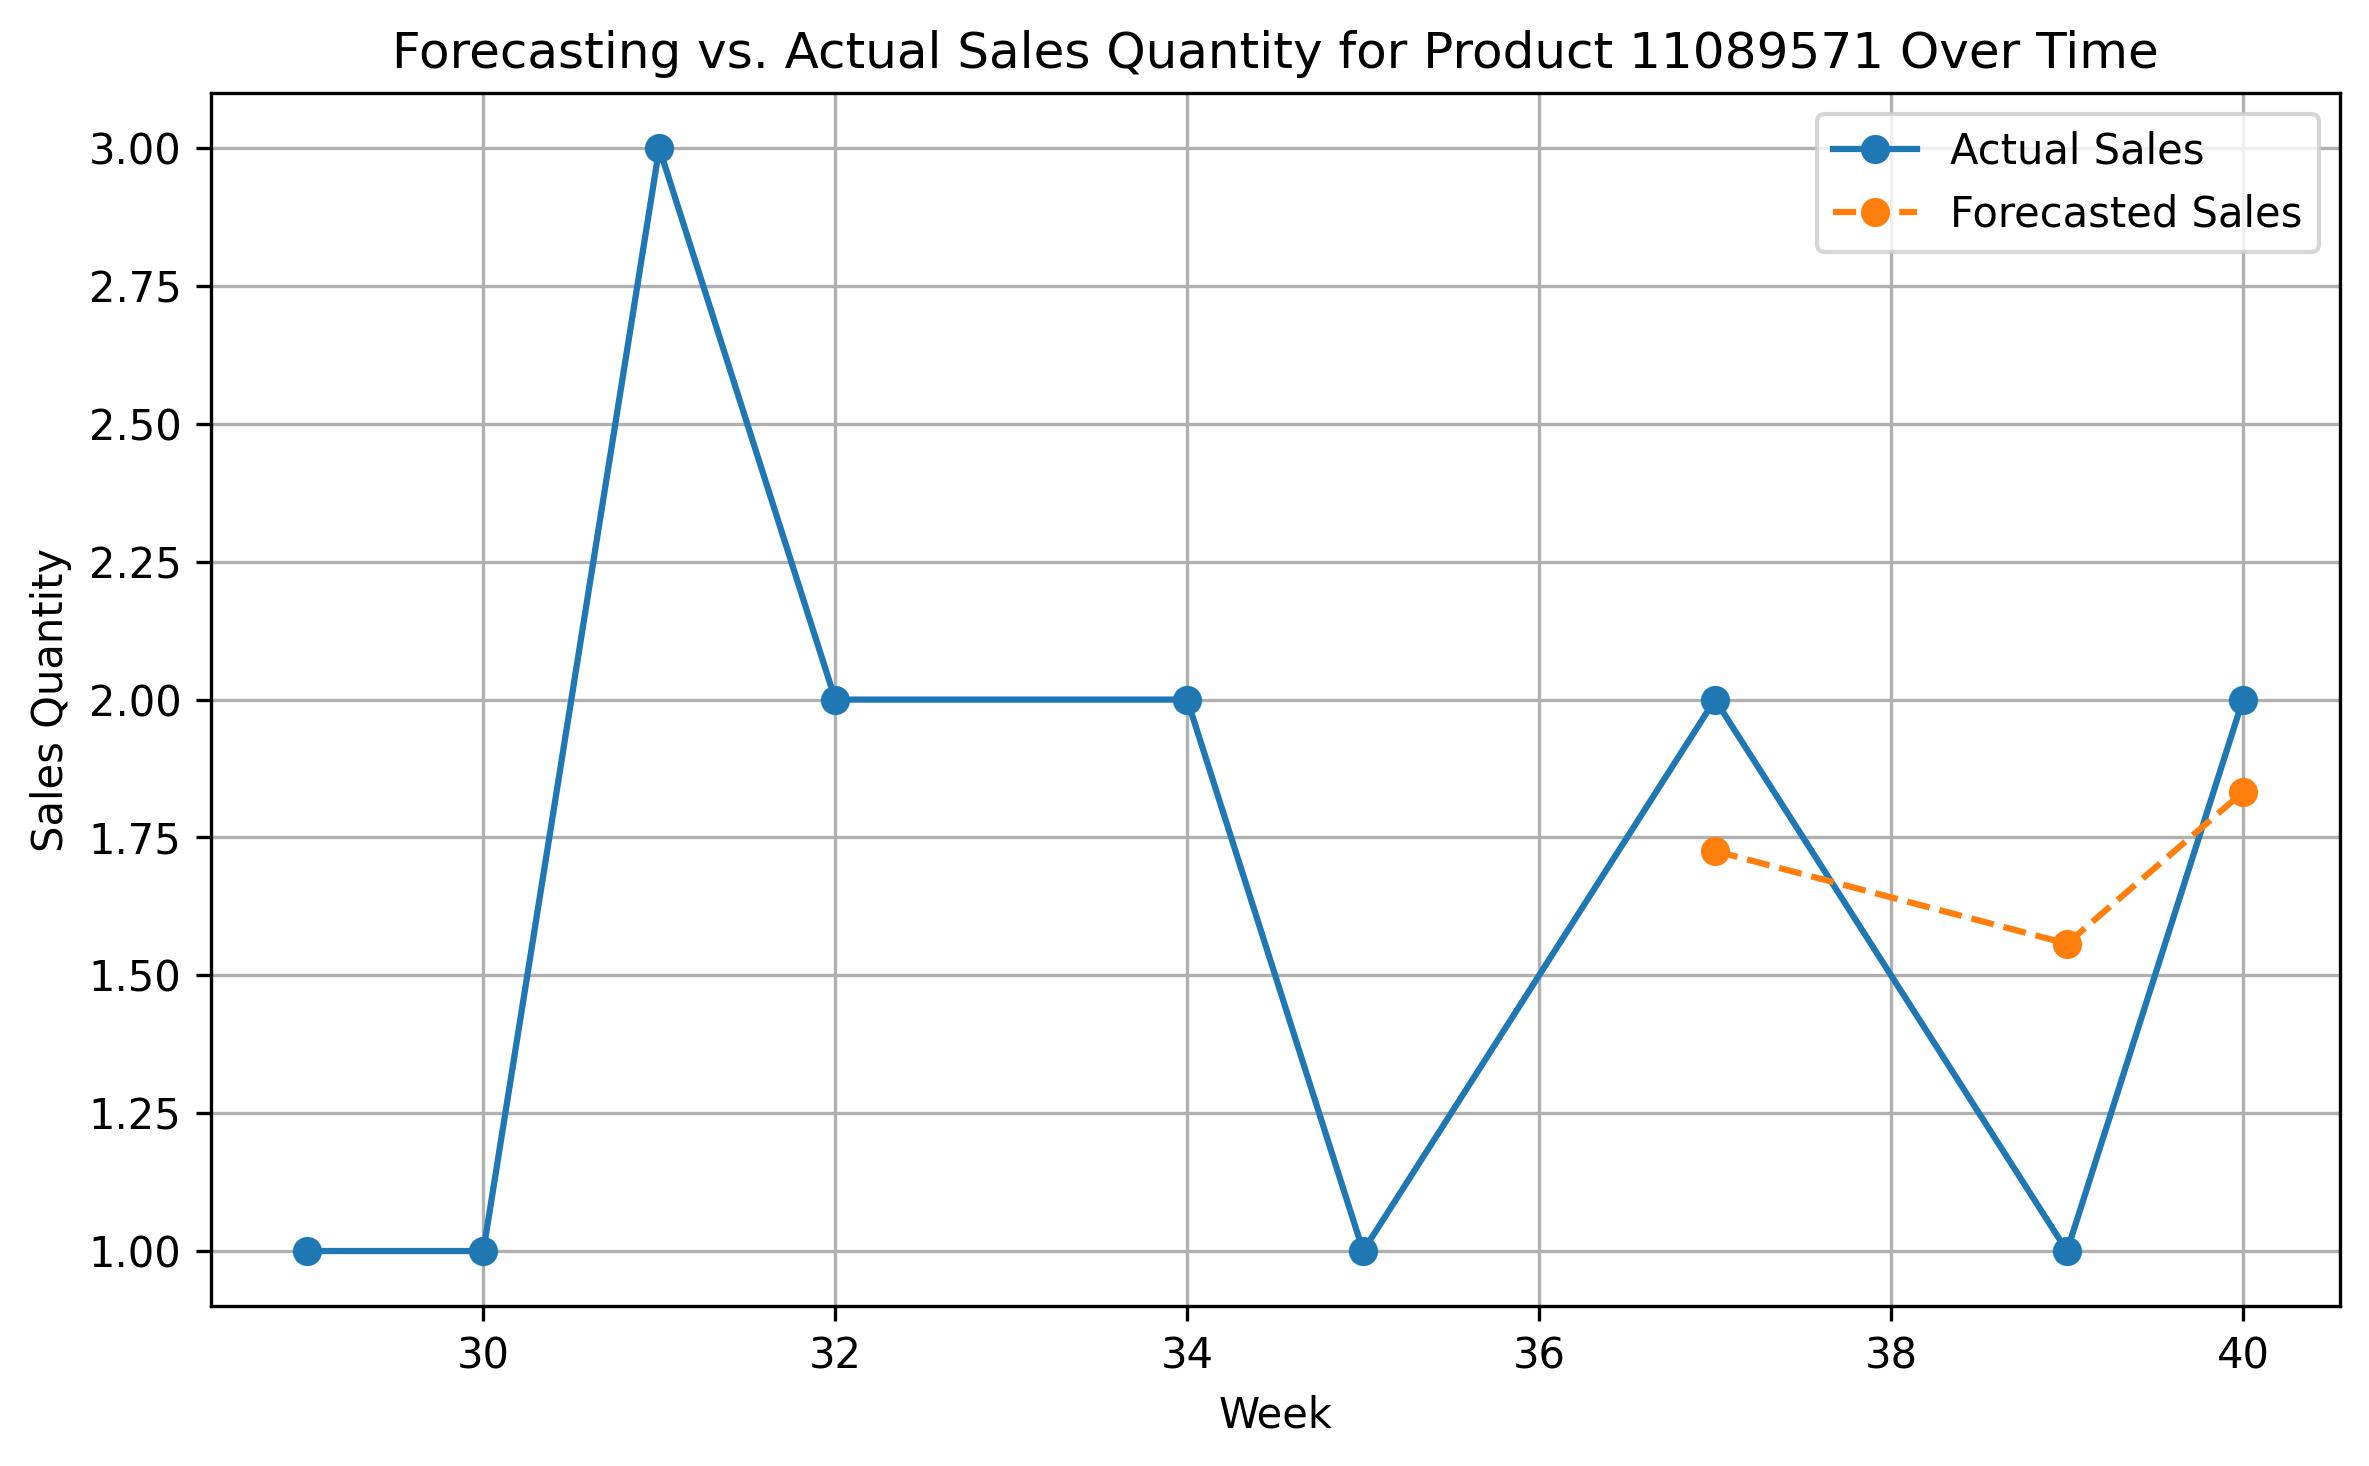 Forecasting vs. Actual Sales Quantity for Product 11089571 Over Time
Actual Sales
Forecasted Sales
3.00
2.75
2.50
2.25
2.00
1.75
1.50
1.25
1.00
Sales Quantity
30 32 34 36 38 40
Week